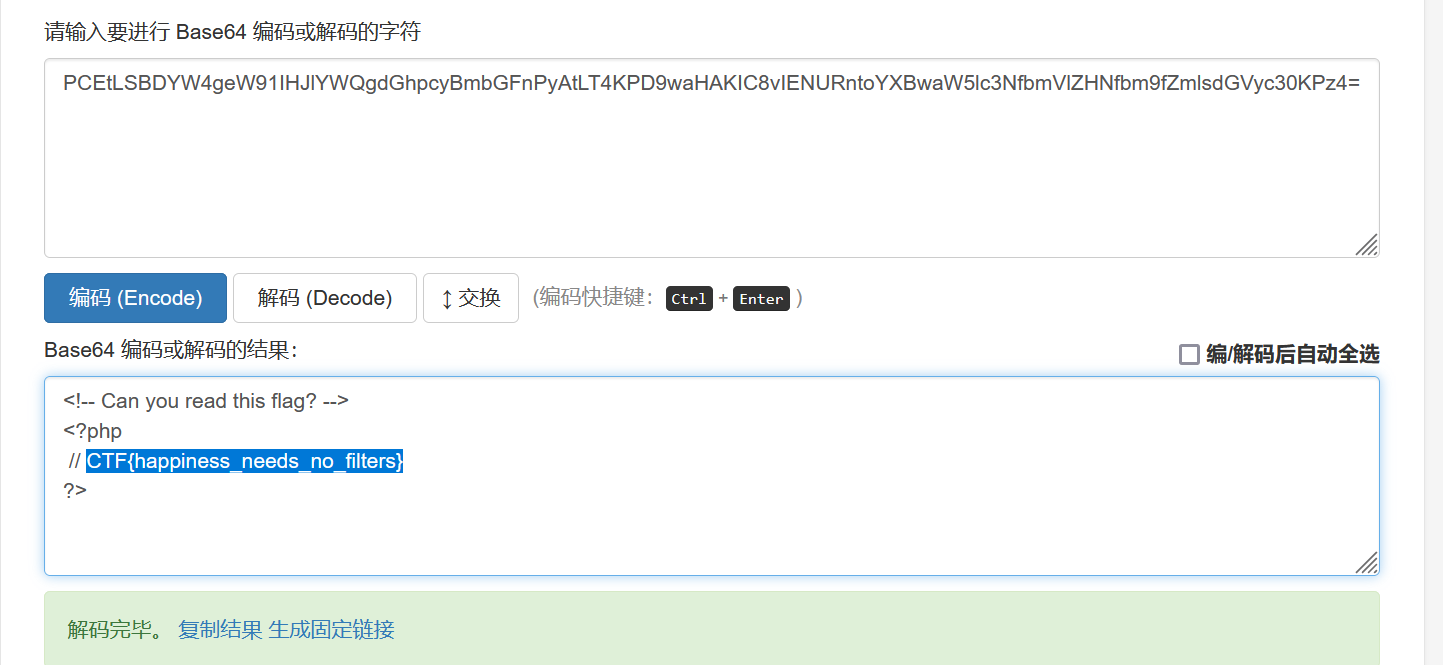 请输入要进行 Base64 编码或解码的字符
PCEtLSBDYW4geW91IHJlYWQgdGhpcyBmbGFnPyAtLT4KPD9waHAKIC8vIENURntoYXBwaW5lc3NfbmVlZHNfbm9fZmlsdGVyc30KPz4=
编码 (Encode) 解码 (Decode) ↕ 交换 (编码快捷键： Ctrl + Enter )
Base64 编码或解码的结果： 编/解码后自动全选
<!-- Can you read this flag? -->
<?php
// CTF{happiness_needs_no_filters}
?>
解码完毕。 复制结果 生成固定链接